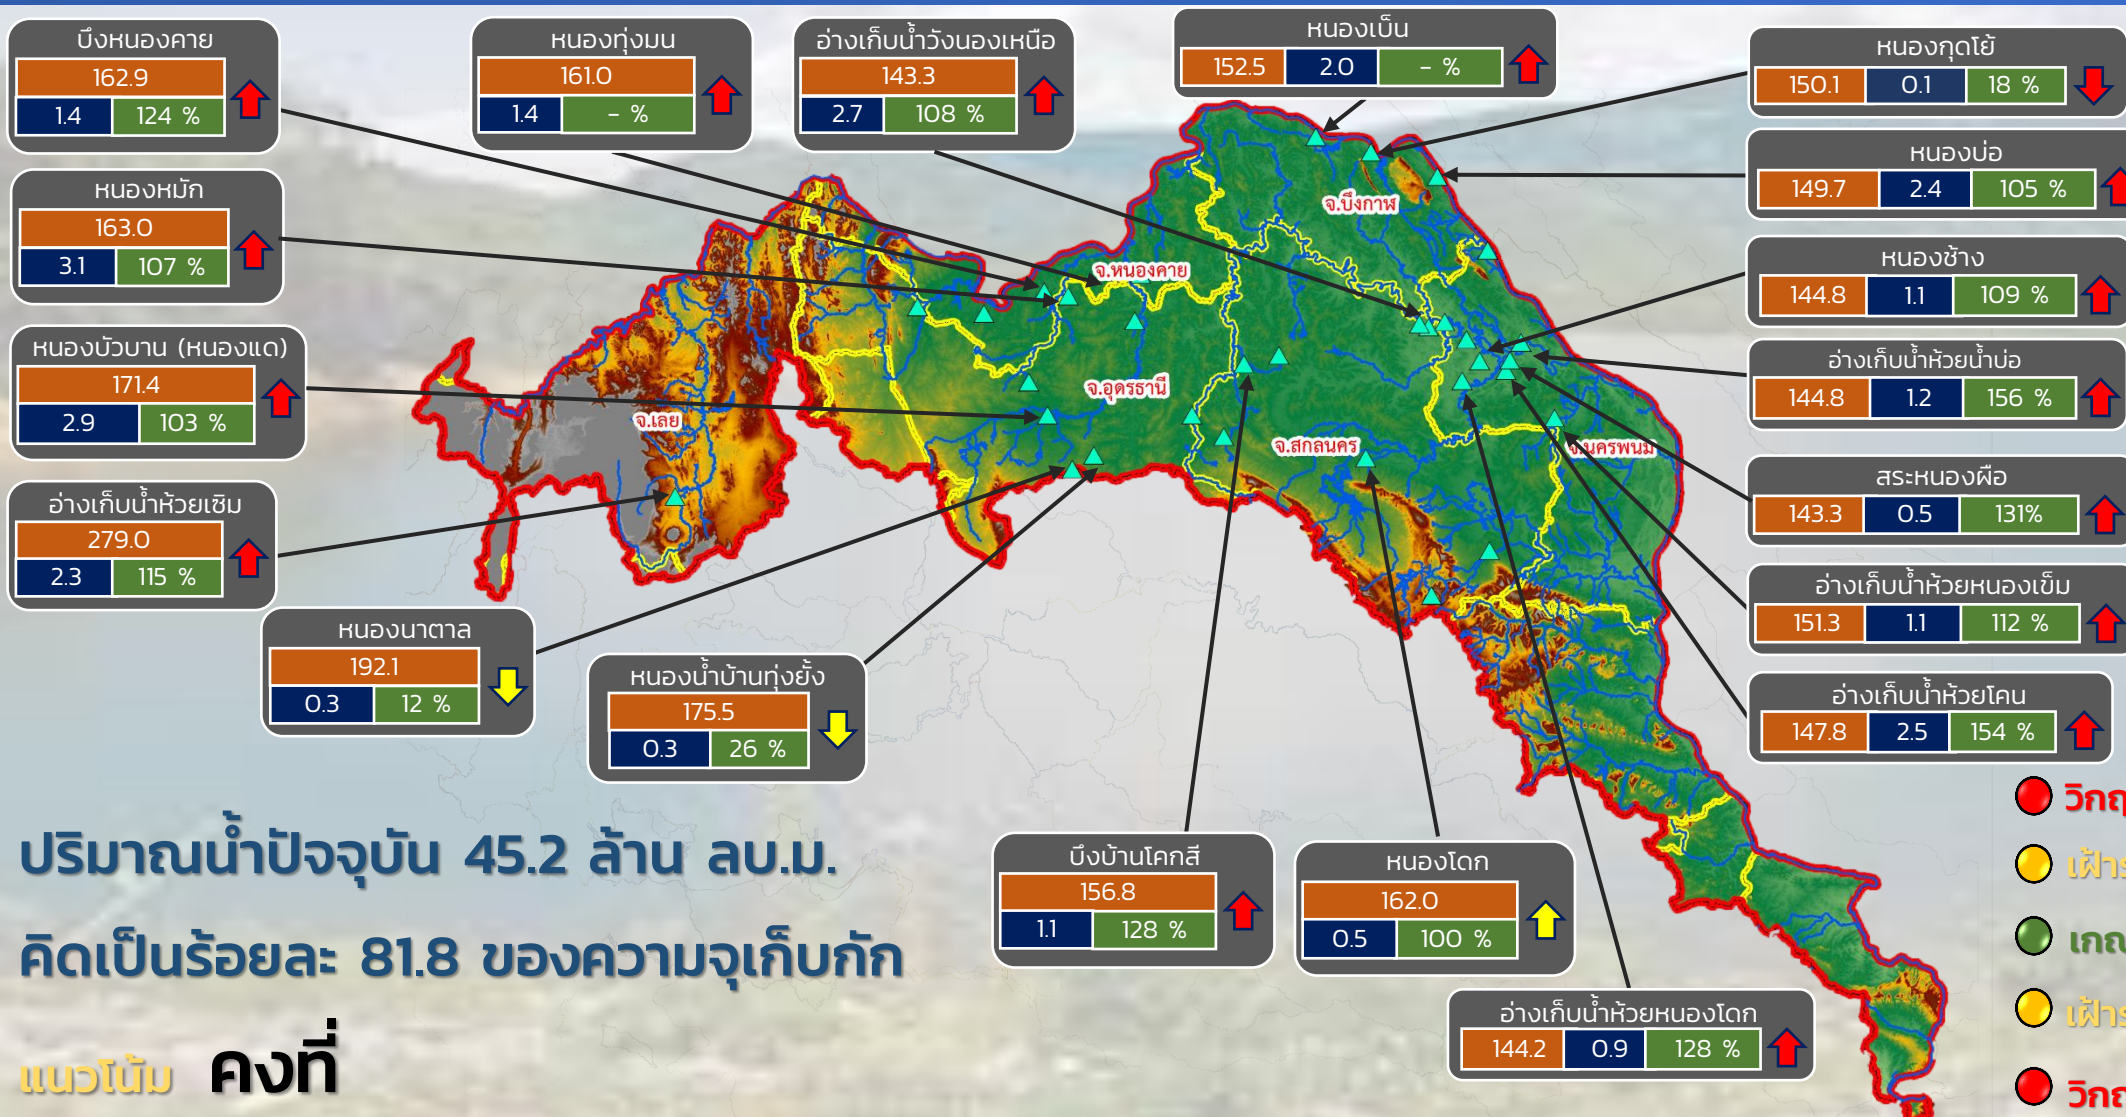 บึงหนองคาย
162.9
1.4 124 %
หนองทุ่งมน
161.0
1.4 - %
อ่างเก็บน้ำวังนองเหนือ
143.3
2.7 108 %
หนองเบ็น
152.5 2.0 - %
หนองกุดโย้
150.1 0.1 18 %
หนองหมัก
163.0
3.1 107 %
หนองบ่อ
149.7 2.4 105 %
หนองช้าง
144.8 1.1 109 %
หนองบัวบาน (หนองแด)
171.4
2.9 103 %
อ่างเก็บน้ำห้วยน้ำบ่อ
144.8 1.2 156 %
อ่างเก็บน้ำห้วยเซิม
279.0
2.3 115 %
สระหนองผือ
143.3 0.5 131%
อ่างเก็บน้ำห้วยหนองเข็ม
151.3 1.1 112 %
หนองนาตาล
192.1
0.3 12 %
หนองน้ำบ้านทุ่งยั้ง
175.5
0.3 26 %
อ่างเก็บน้ำห้วยโคน
147.8 2.5 154 %
จ.บึงกาฬ
จ.หนองคาย
จ.อุดรธานี
จ.เลย
จ.สกลนคร
จ.นครพนม
บึงบ้านโคกสี
156.8
1.1 128 %
หนองโดก
162.0
0.5 100 %
อ่างเก็บน้ำห้วยหนองโดก
144.2 0.9 128 %
ปริมาณน้ำปัจจุบัน 45.2 ล้าน ลบ.ม.
คิดเป็นร้อยละ 81.8 ของความจุเก็บกัก
แนวโน้ม คงที่